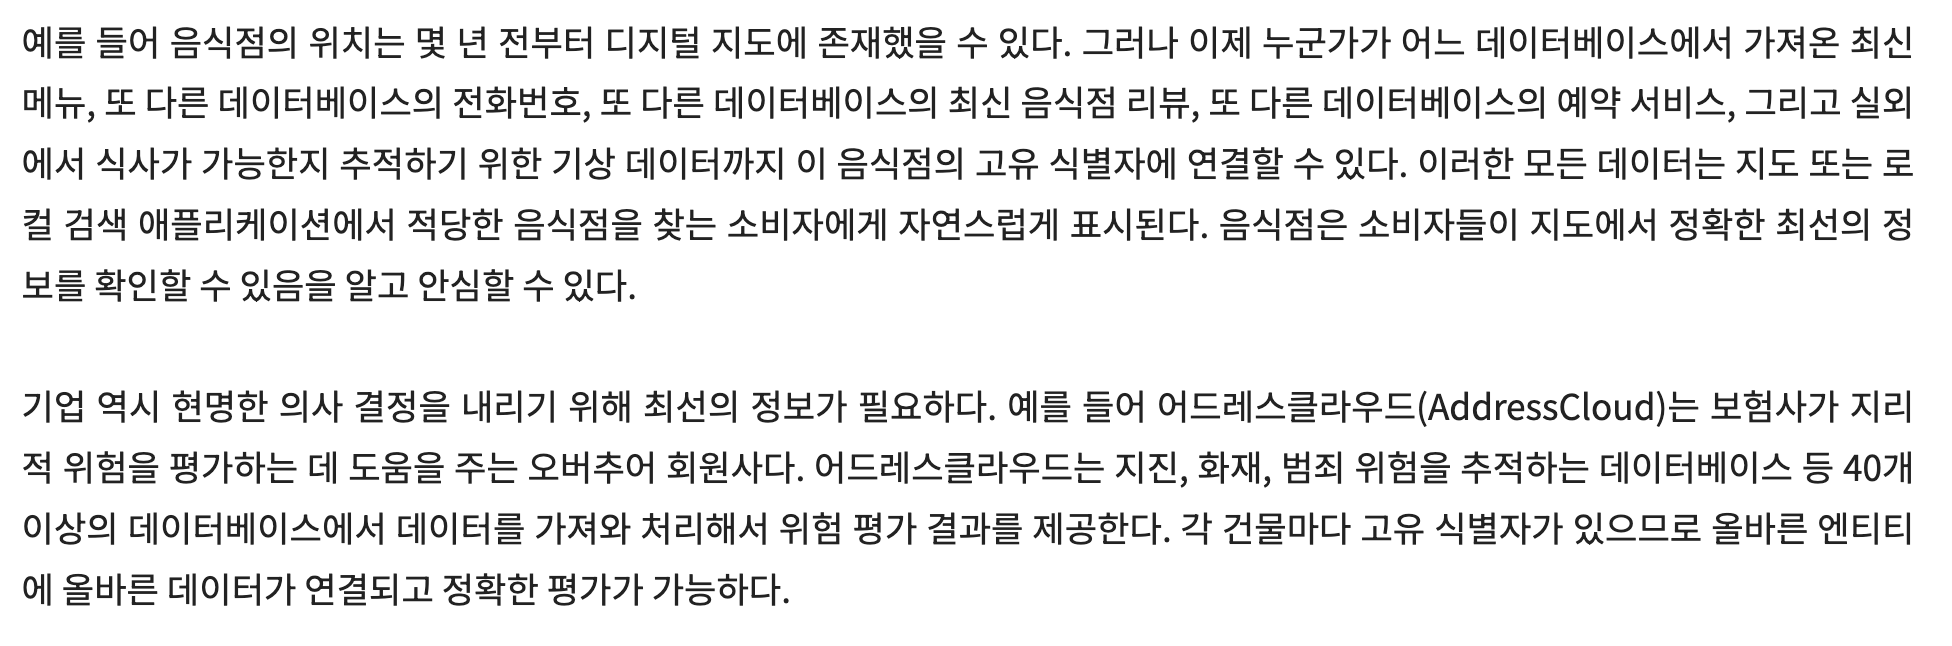 예를 들어 음식점의 위치는 몇 년 전부터 디지털 지도에 존재했을 수 있다. 그러나 이제 누군가가 어느 데이터베이스에서 가져온 최신
메뉴, 또 다른 데이터베이스의 전화번호, 또 다른 데이터베이스의 최신 음식점 리뷰, 또 다른 데이터베이스의 예약 서비스, 그리고 실외
에서 식사가 가능한지 추적하기 위한 기상 데이터까지 이 음식점의 고유 식별자에 연결할 수 있다. 이러한 모든 데이터는 지도 또는 로
컬 검색 애플리케이션에서 적당한 음식점을 찾는 소비자에게 자연스럽게 표시된다. 음식점은 소비자들이 지도에서 정확한 최선의 정
보를 확인할 수 있음을 알고 안심할 수 있다.
기업 역시 현명한 의사 결정을 내리기 위해 최선의 정보가 필요하다. 예를 들어 어드레스클라우드(AddressCloud)는 보험사가 지리
적 위험을 평가하는 데 도움을 주는 오버추어 회원사다. 어드레스클라우드는 지진, 화재, 범죄 위험을 추적하는 데이터베이스 등 40개
이상의 데이터베이스에서 데이터를 가져와 처리해서 위험 평가 결과를 제공한다. 각 건물마다 고유 식별자가 있으므로 올바른 엔티티
에 올바른 데이터가 연결되고 정확한 평가가 가능하다.